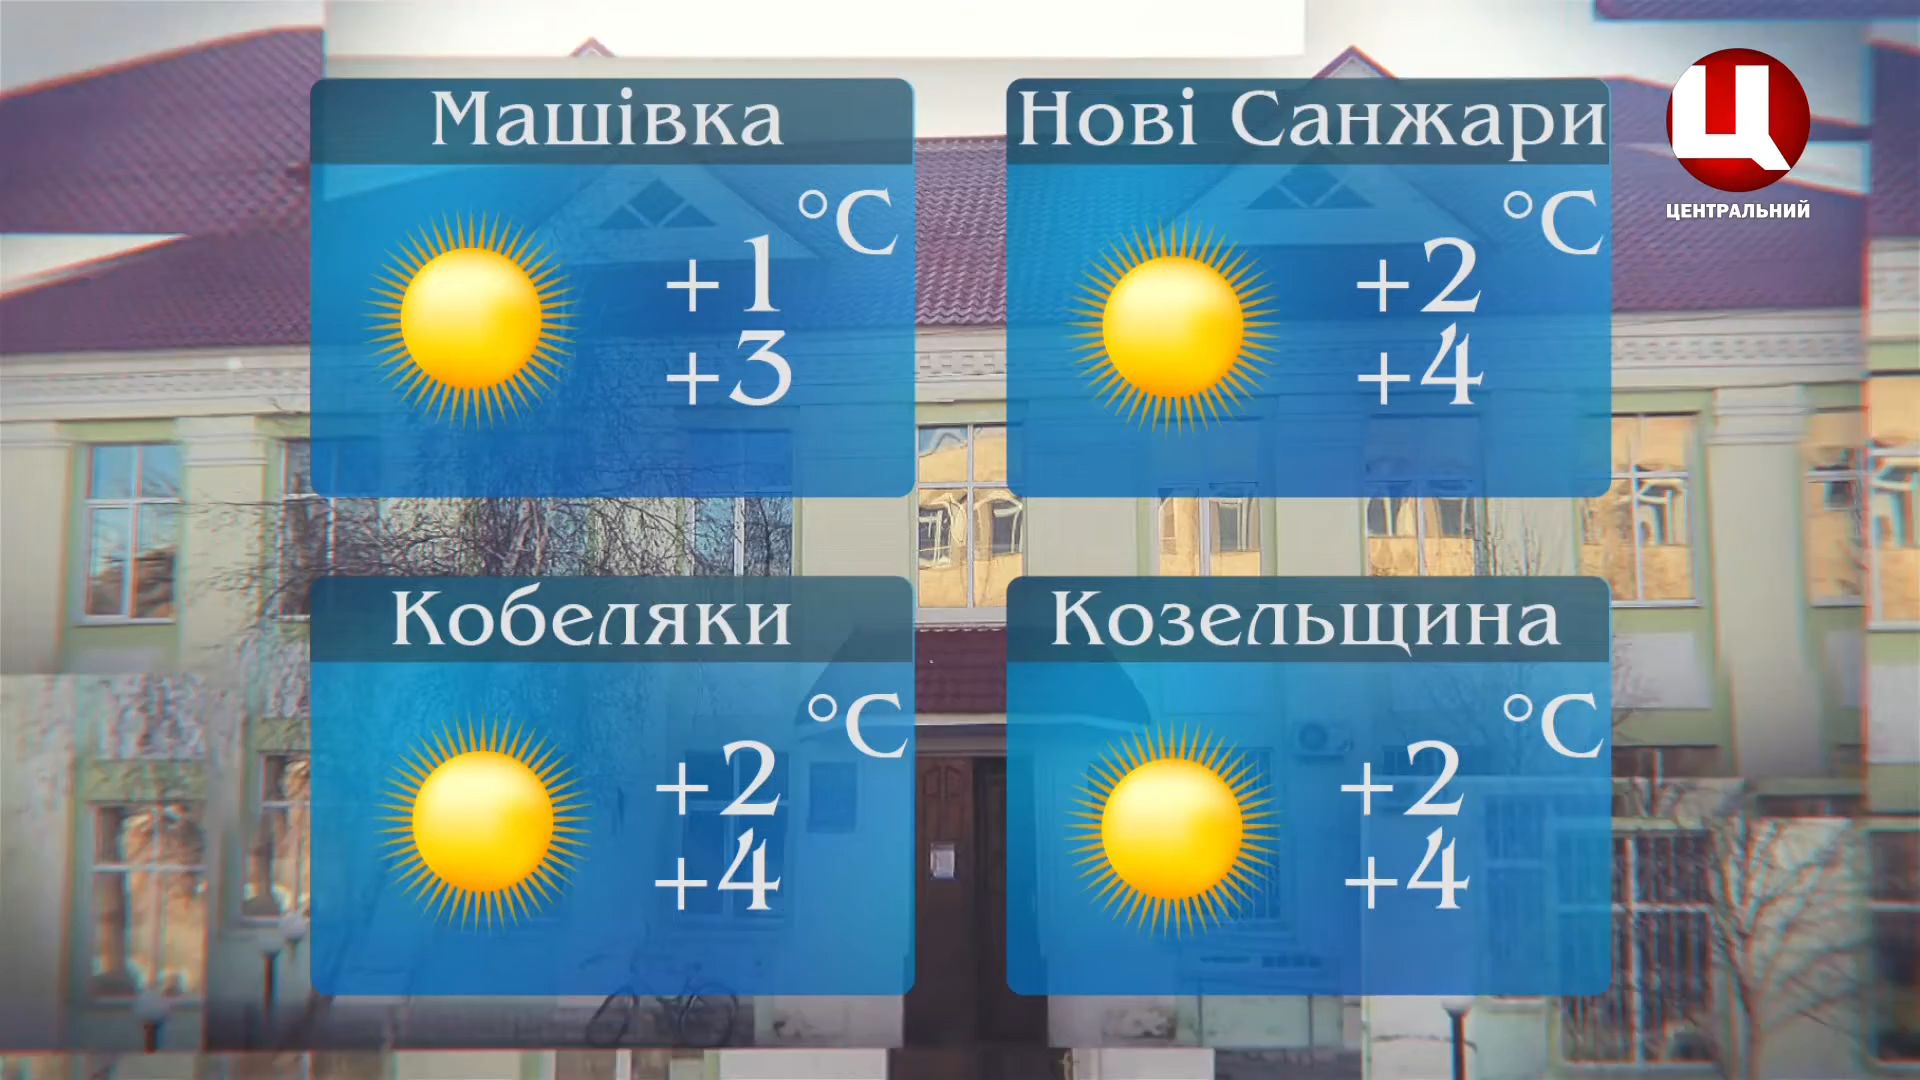 Машівка
°C
+1
+3
Нові Санжари
°C
+2
+4
Ц
ЦЕНТРАЛЬНИЙ
Кобеляки
°C
+2
+4
Козельщина
°C
+2
+4